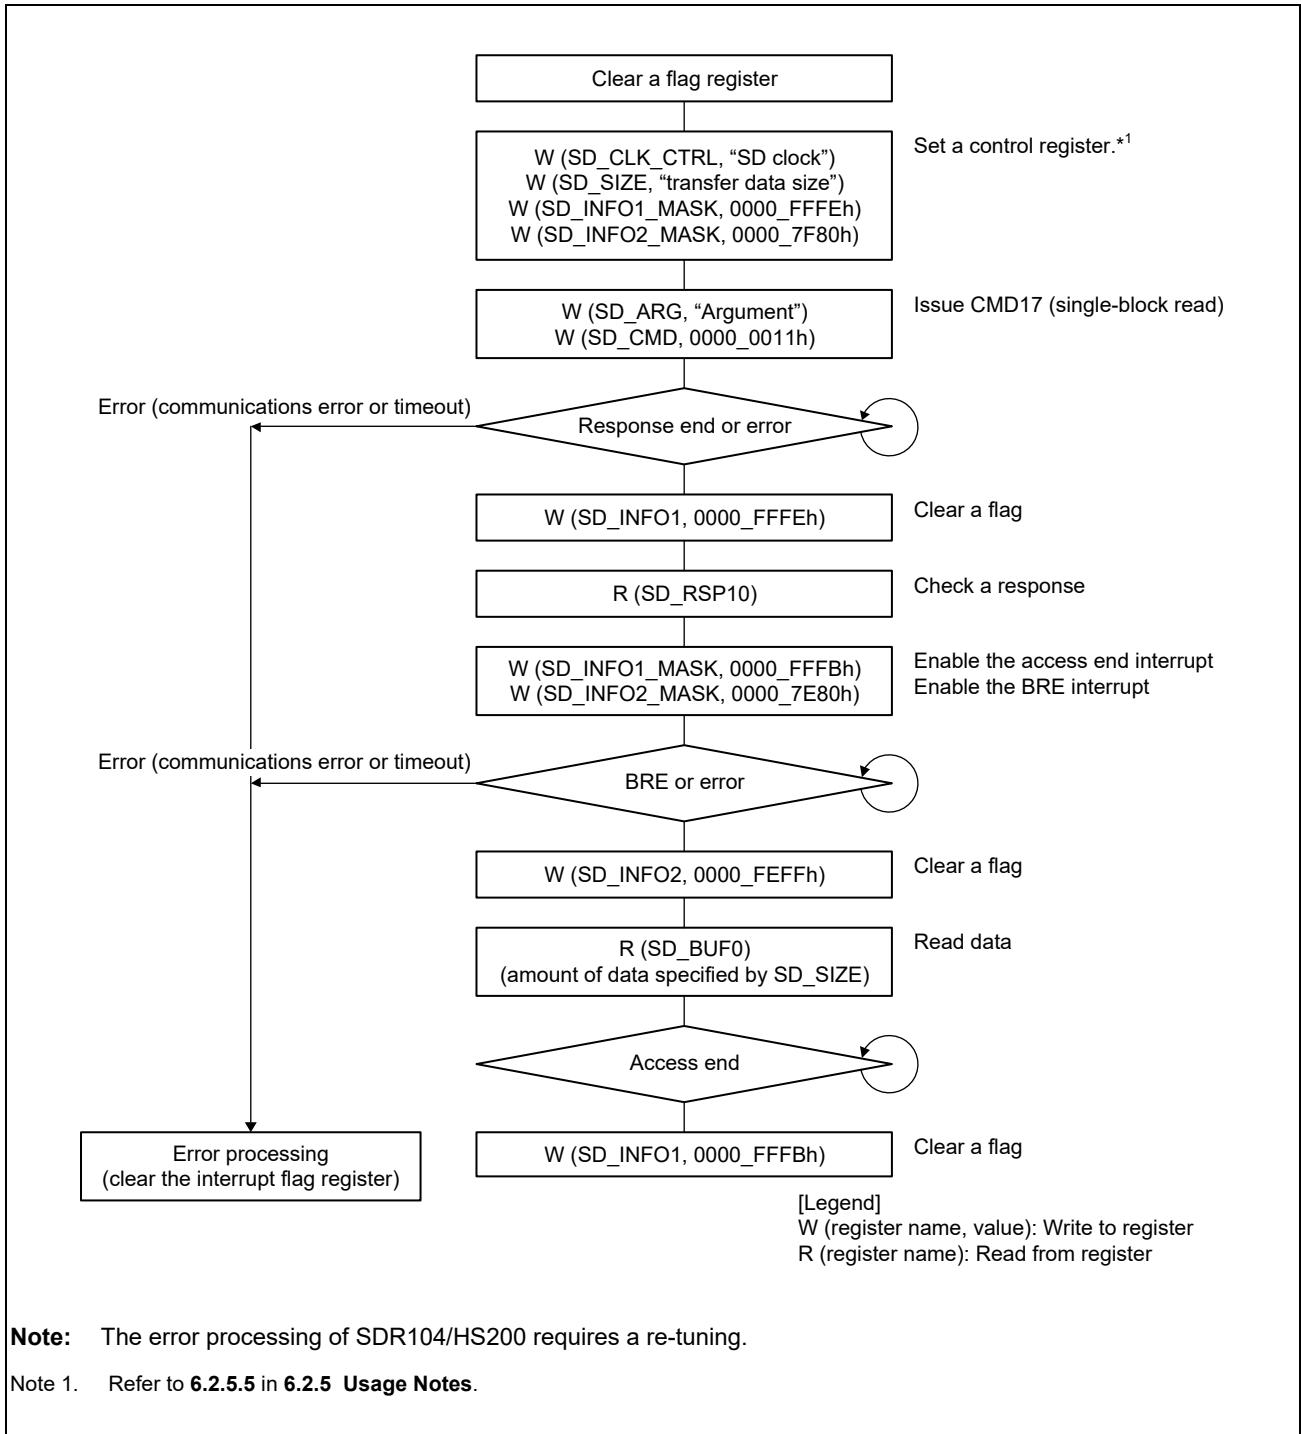 Clear a flag register
W (SD_CLK_CTRL, “SD clock”)
W (SD_SIZE, “transfer data size”)
W (SD_INFO1_MASK, 0000_FFFEh)
W (SD_INFO2_MASK, 0000_7F80h)
Set a control register.*1
W (SD_ARG, “Argument”)
W (SD_CMD, 0000_0011h)
Issue CMD17 (single-block read)
Error (communications error or timeout)
Response end or error
W (SD_INFO1, 0000_FFFEh)
Clear a flag
R (SD_RSP10)
Check a response
W (SD_INFO1_MASK, 0000_FFFBh)
W (SD_INFO2_MASK, 0000_7E80h)
Enable the access end interrupt
Enable the BRE interrupt
Error (communications error or timeout)
BRE or error
W (SD_INFO2, 0000_FEFFh)
Clear a flag
R (SD_BUF0)
(amount of data specified by SD_SIZE)
Read data
Access end
Error processing
(clear the interrupt flag register)
W (SD_INFO1, 0000_FFFBh)
Clear a flag
[Legend]
W (register name, value): Write to register
R (register name): Read from register
Note: The error processing of SDR104/HS200 requires a re-tuning.
Note 1. Refer to 6.2.5.5 in 6.2.5 Usage Notes.